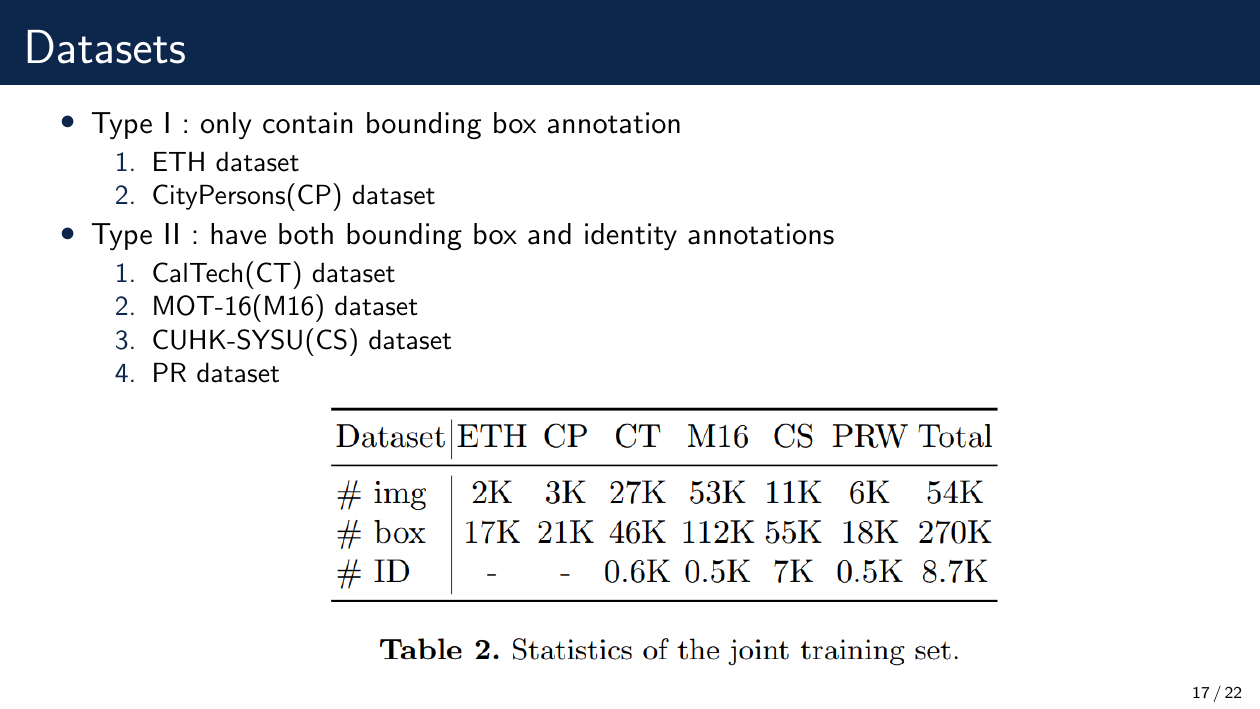 Datasets
• Type I : only contain bounding box annotation
1. ETH dataset
2. CityPersons(CP) dataset
• Type II : have both bounding box and identity annotations
1. CalTech(CT) dataset
2. MOT-16(M16) dataset
3. CUHK-SYSU(CS) dataset
4. PR dataset
Dataset ETH CP CT M16 CS PRW Total
# img 2K 3K 27K 53K 11K 6K 54K
# box 17K 21K 46K 112K 55K 18K 270K
# ID - - 0.6K 0.5K 7K 0.5K 8.7K
Table 2. Statistics of the joint training set.
17 / 22